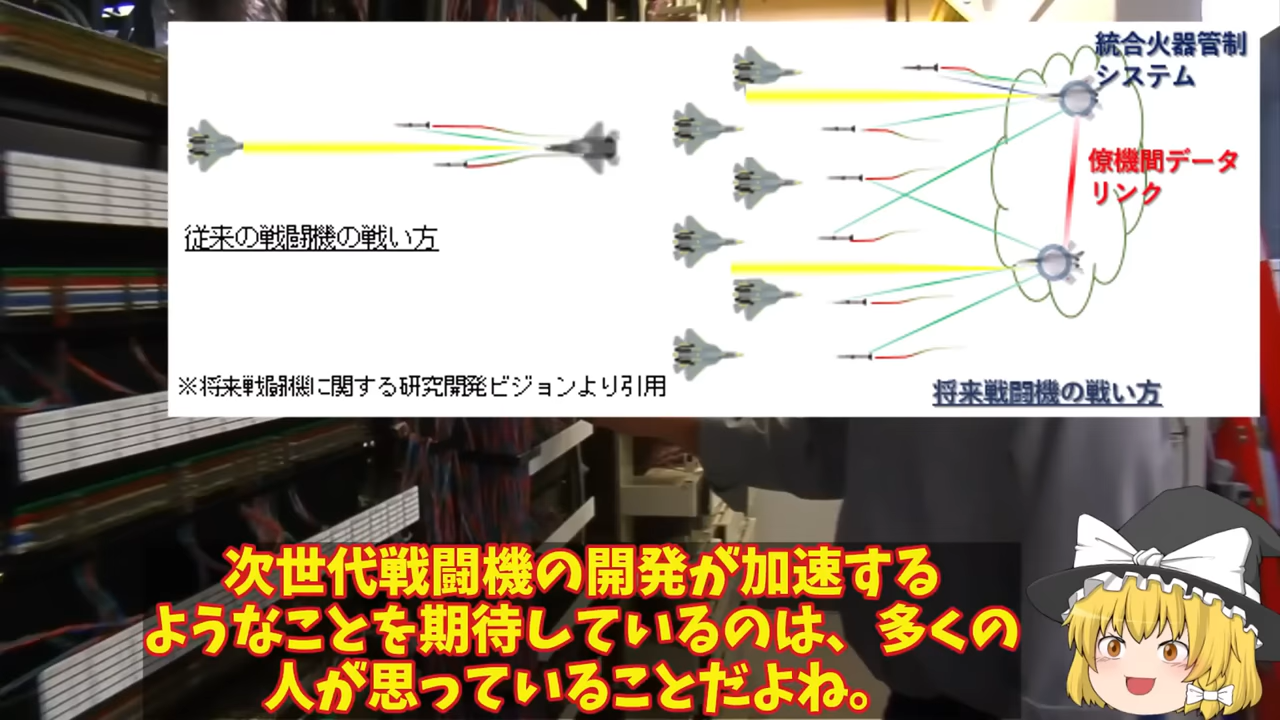 統合火器管制
システム
僚機間データ
リンク
従来の戦闘機の戦い方
※将来戦闘機に関する研究開発ビジョンより引用
将来戦闘機の戦い方
次世代戦闘機の開発が加速する
ようなことを期待しているのは、多くの
人が思っていることだよね。